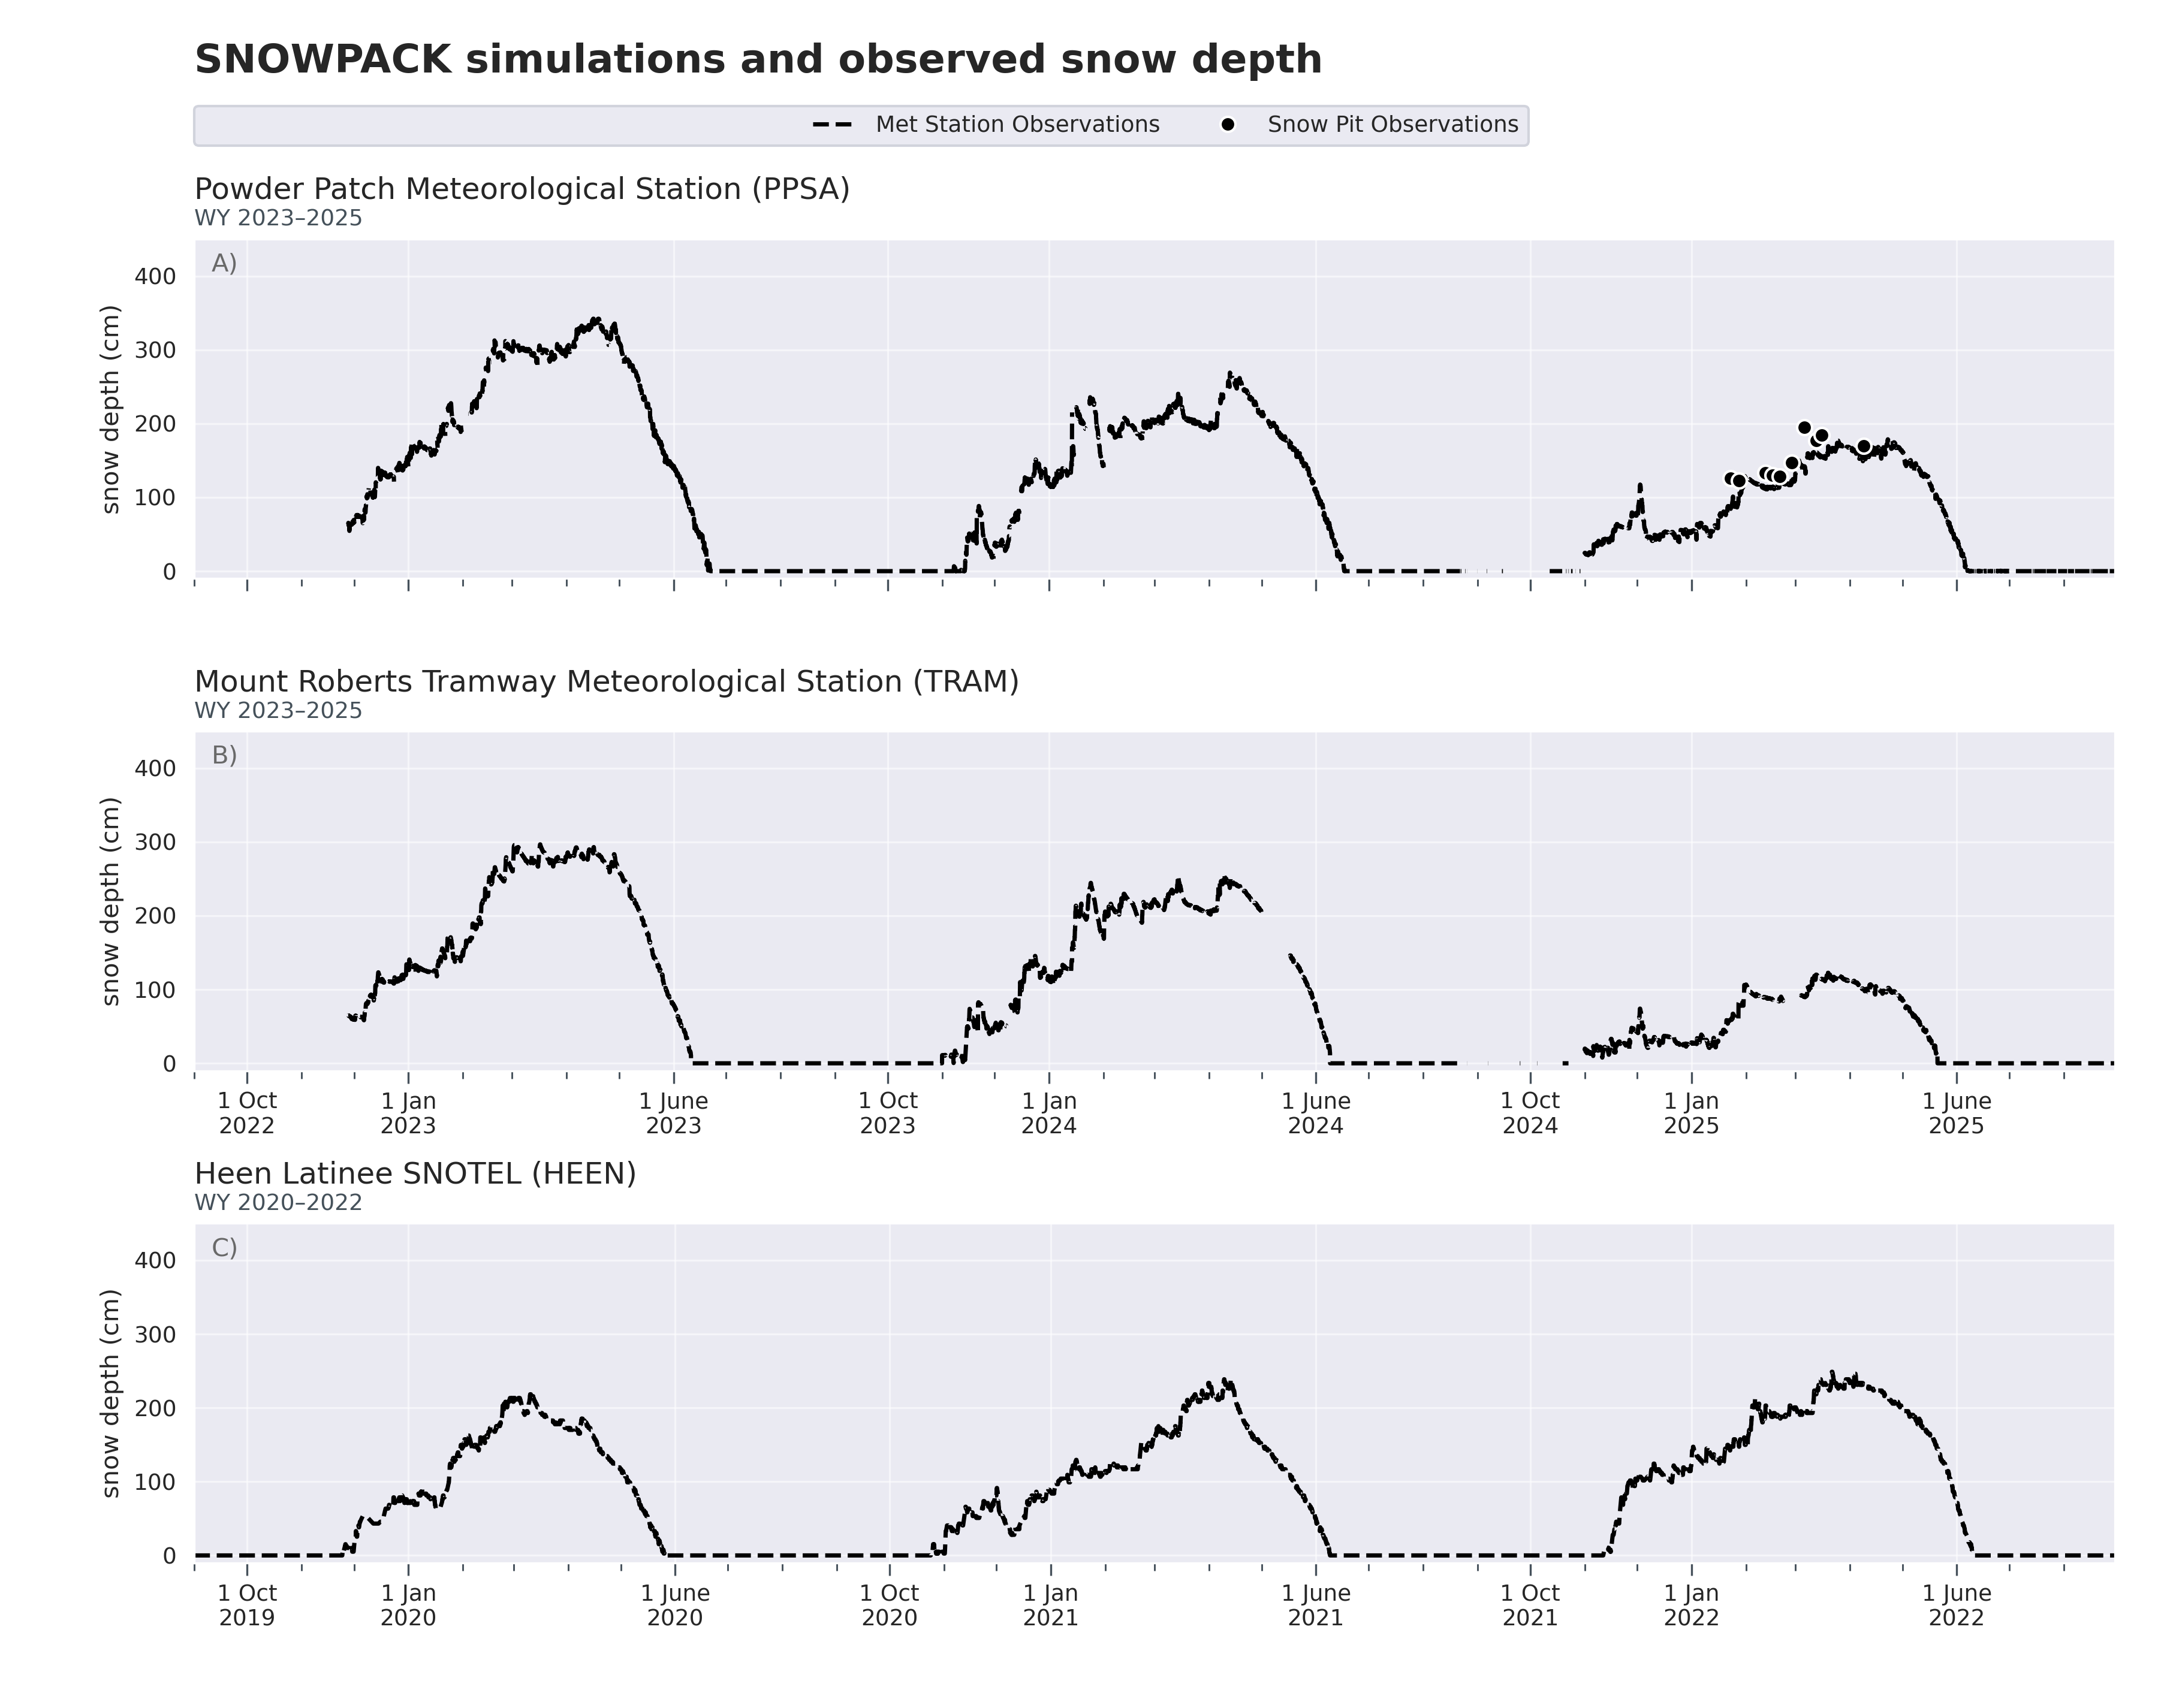 SNOWPACK simulations and observed snow depth
Met Station Observations Snow Pit Observations
Powder Patch Meteorological Station (PPSA)
WY 2023–2025
A)
400
300
200
100
0
snow depth (cm)
Mount Roberts Tramway Meteorological Station (TRAM)
WY 2023–2025
B)
400
300
200
100
0
snow depth (cm)
1 Oct 1 Jan 1 June 1 Oct 1 Jan 1 June 1 Oct 1 Jan 1 June
2022 2023 2023 2023 2024 2024 2024 2025 2025
Heen Latinee SNOTEL (HEEN)
WY 2020–2022
C)
400
300
200
100
0
snow depth (cm)
1 Oct 1 Jan 1 June 1 Oct 1 Jan 1 June 1 Oct 1 Jan 1 June
2019 2020 2020 2020 2021 2021 2021 2022 2022